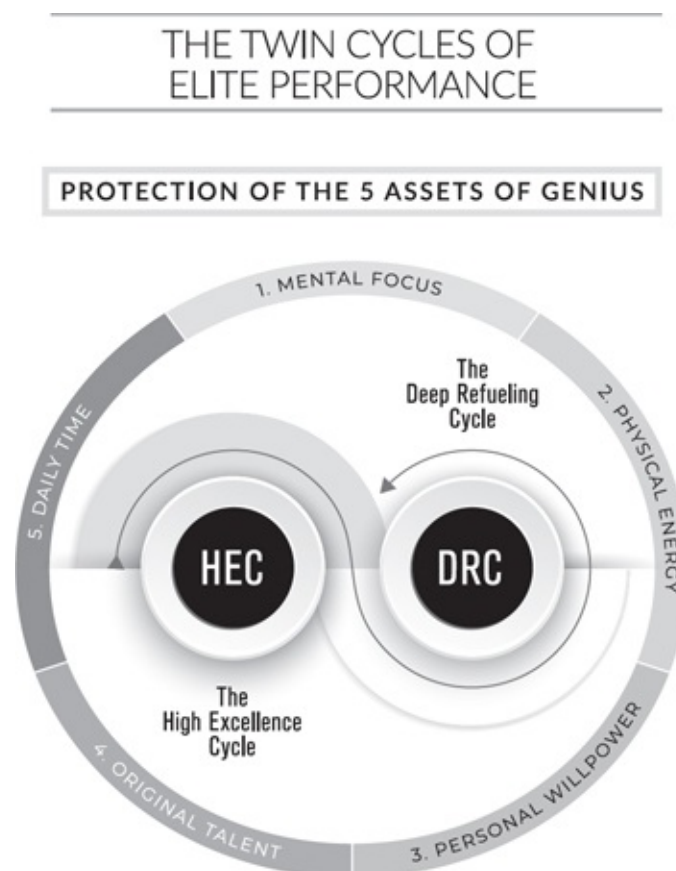 THE TWIN CYCLES OF
ELITE PERFORMANCE
PROTECTION OF THE 5 ASSETS OF GENIUS
1. MENTAL FOCUS
2. PHYSICAL ENERGY
3. PERSONAL WILLPOWER
4. ORIGINAL TALENT
5. DAILY TIME
The
Deep Refueling
Cycle
HEC
DRC
The
High Excellence
Cycle